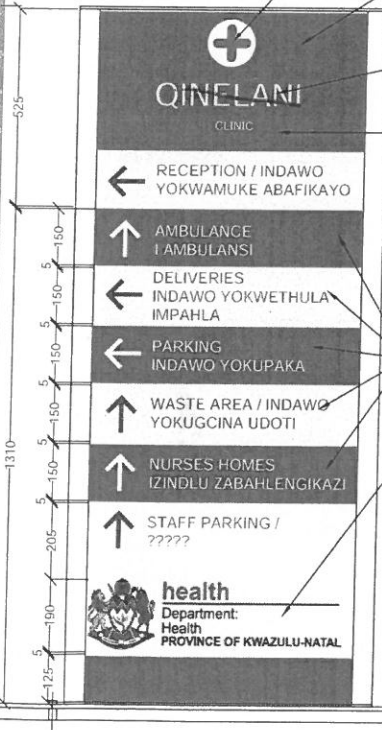 QINELANI
CLINIC
RECEPTION / INDAWO
YOKWAMUKE ABAFIKAYO
AMBULANCE
I AMBULANSI
DELIVERIES
INDAWO YOKWETHULA
IMPAHLA
PARKING
INDAWO YOKUPAKA
WASTE AREA / INDAWO
YOKUGCINA UDOTI
NURSES HOMES
IZINDLU ZABAHLENGIKAZI
STAFF PARKING /
?????
health
Department:
Health
PROVINCE OF KWAZULU-NATAL
525
1310
150
5
150
5
150
5
150
5
150
5
205
190
5
125